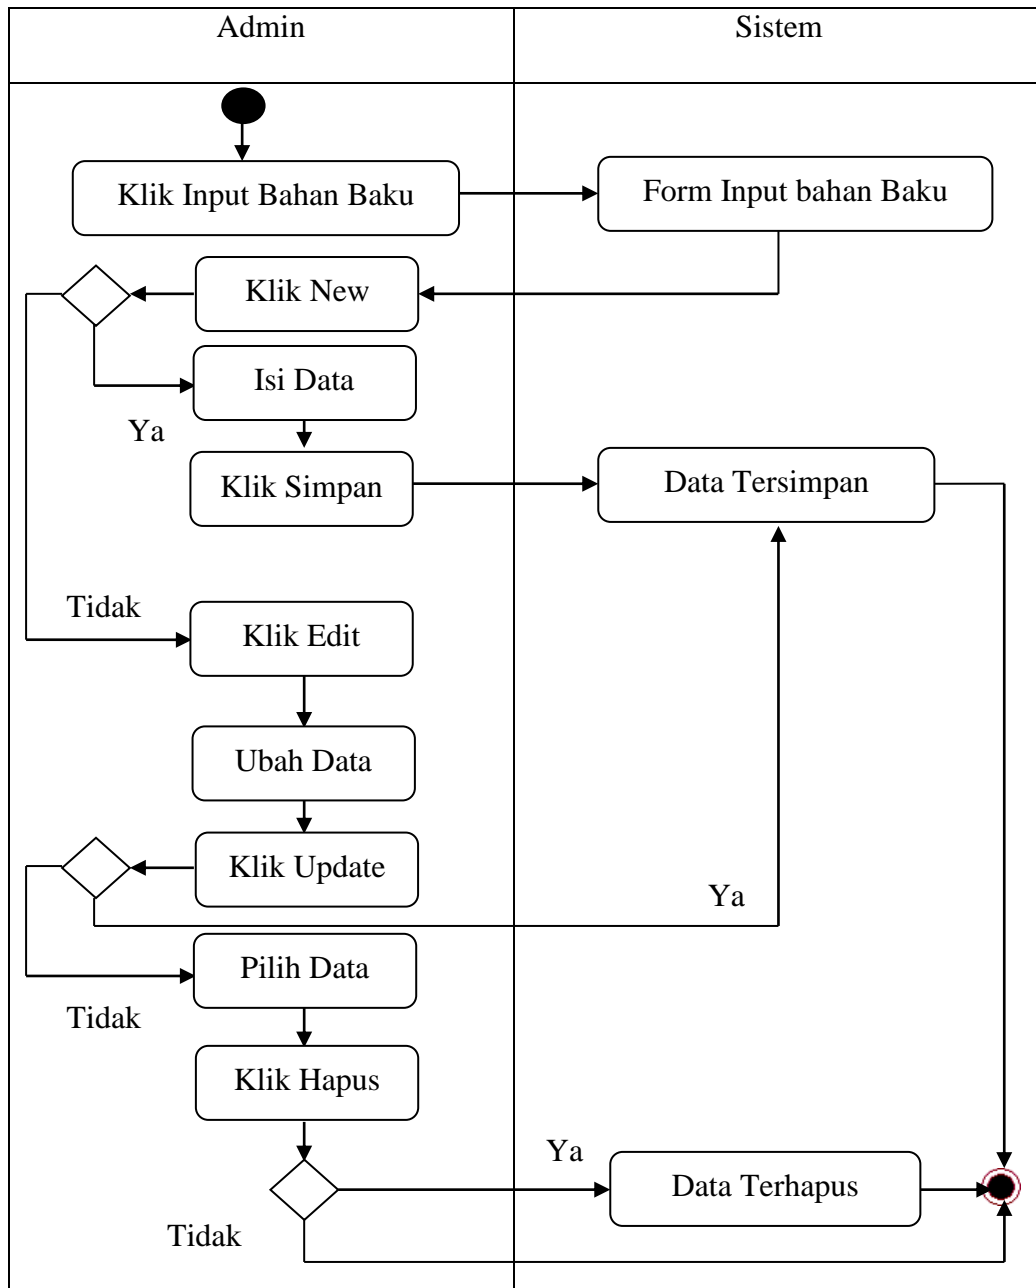 Admin
Sistem
Klik Input Bahan Baku
Form Input bahan Baku
Klik New
Isi Data
Ya
Klik Simpan
Data Tersimpan
Tidak
Klik Edit
Ubah Data
Klik Update
Ya
Pilih Data
Tidak
Klik Hapus
Ya
Data Terhapus
Tidak